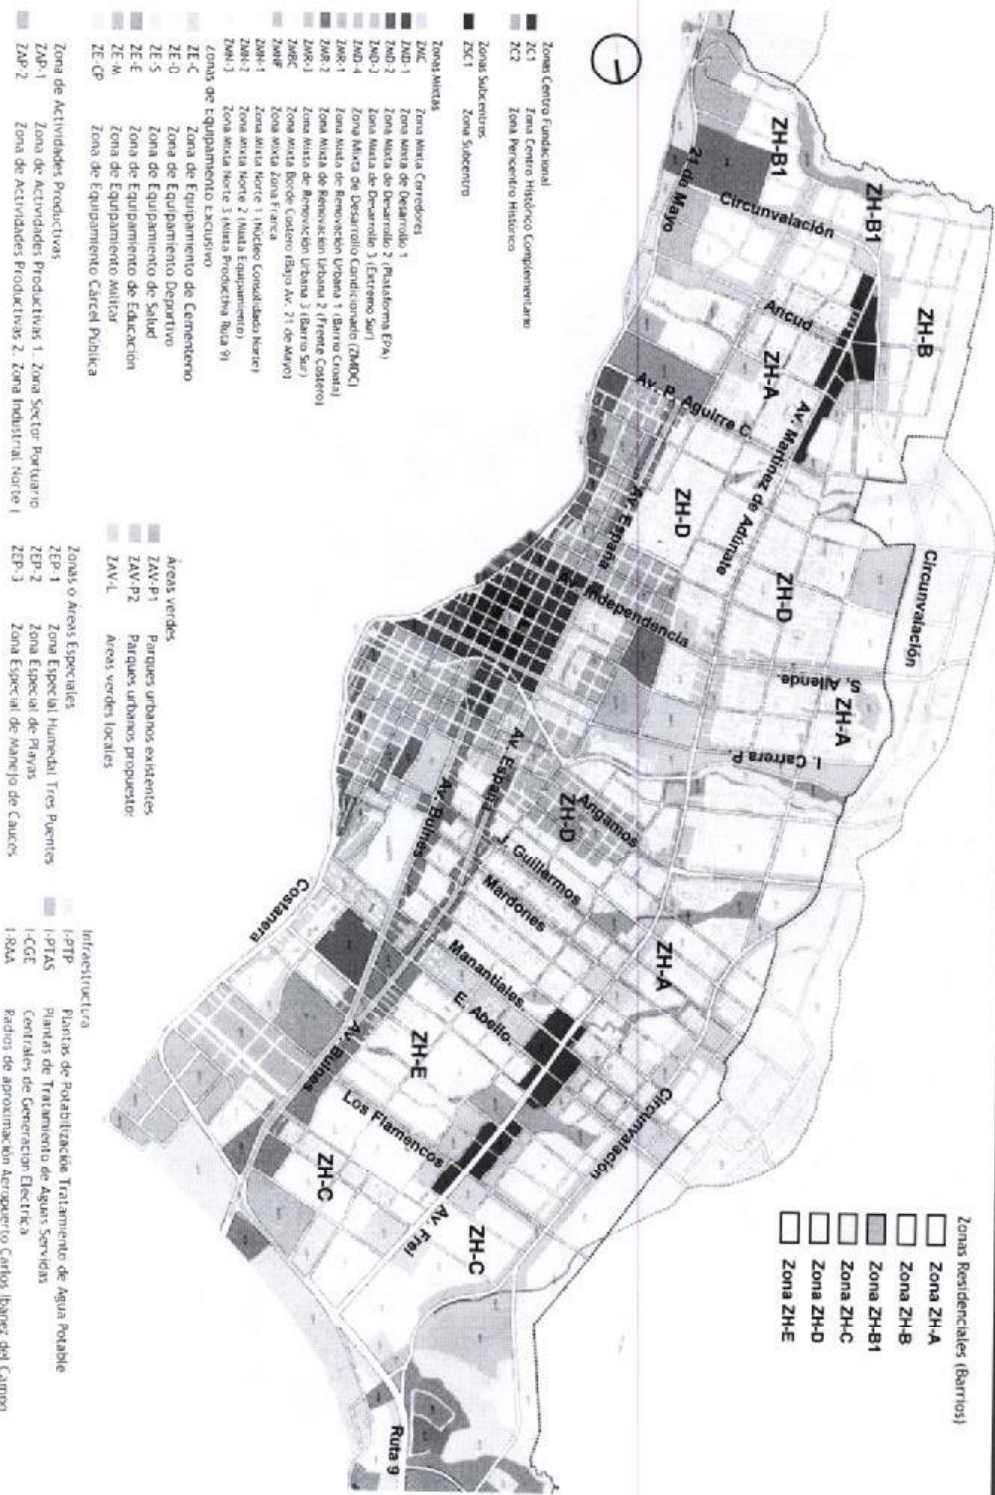 Zonas Residenciales (Barrios)
Zona ZH-A
Zona ZH-B
Zona ZH-B1
Zona ZH-C
Zona ZH-D
Zona ZH-E
ZH-B1
ZH-B1
ZH-B
21 de Mayo
Circunvalación
Ancud
ZH-A
Av. P. Aguirre C.
Av. Martínez de Aldunate
ZH-D
Av. España
Av. Independencia
ZH-D
Circunvalación
S. Allende.
ZH-A
I. Carrera P.
Av. España
Av. Bulnes
Angamos
ZH-D
J. Guillermos
Mardones
Costanera
Manantiales.
E. Abello.
ZH-A
ZH-E
Av. Bulnes
Los Flamencos
Circunvalación
ZH-C
Av. Frei
ZH-C
Ruta 9
Zonas Centro Fundacional
ZC1 Zona Centro Histórico Complementario
ZC2 Zona Pericentro Histórico
Zonas Subcentros
ZSC1 Zona Subcentro
Zonas Mixtas
ZMC Zona Mixta Corredores
ZMD-1 Zona Mixta de Desarrollo 1
ZMD-2 Zona Mixta de Desarrollo 2 (Plataforma EPA)
ZMD-3 Zona Mixta de Desarrollo 3 (Extremo Sur)
ZMD-4 Zona Mixta de Desarrollo Condicionado (ZMDC)
ZMR-1 Zona Mixta de Renovación Urbana 1 (Barrio Croata)
ZMR-2 Zona Mixta de Renovación Urbana 2 (Frente Costero)
ZMR-3 Zona Mixta de Renovación Urbana 3 (Barrio Sur)
ZMBC Zona Mixta Borde Costero (Bajo Av. 21 de Mayo)
ZMNF Zona Mixta Zona Franca
ZMN-1 Zona Mixta Norte 1 (Núcleo Consolidado Norte)
ZMN-2 Zona Mixta Norte 2 (Mixta Equipamiento)
ZMN-3 Zona Mixta Norte 3 (Mixta Productiva Ruta 9)
Zonas de Equipamiento Exclusivo
ZE-C Zona de Equipamiento de Cementerio
ZE-D Zona de Equipamiento Deportivo
ZE-S Zona de Equipamiento de Salud
ZE-E Zona de Equipamiento de Educación
ZE-M Zona de Equipamiento Militar
ZE-CP Zona de Equipamiento Cárcel Pública
Zona de Actividades Productivas
ZAP-1 Zona de Actividades Productivas 1. Zona Sector Portuario
ZAP-2 Zona de Actividades Productivas 2. Zona Industrial Norte 1
Áreas verdes
ZAV-P1 Parques urbanos existentes
ZAV-P2 Parques urbanos propuestos
ZAV-L Áreas verdes locales
Zonas o Áreas Especiales
ZEP-1 Zona Especial Humedal Tres Puentes
ZEP-2 Zona Especial de Playas
ZEP-3 Zona Especial de Manejo de Cauces
Infraestructura
I-PTP Plantas de Potabilización Tratamiento de Agua Potable
I-PTAS Plantas de Tratamiento de Aguas Servidas
I-CGE Centrales de Generación Eléctrica
I-RAA Radios de aproximación Aeropuerto Carlos Ibáñez del Campo